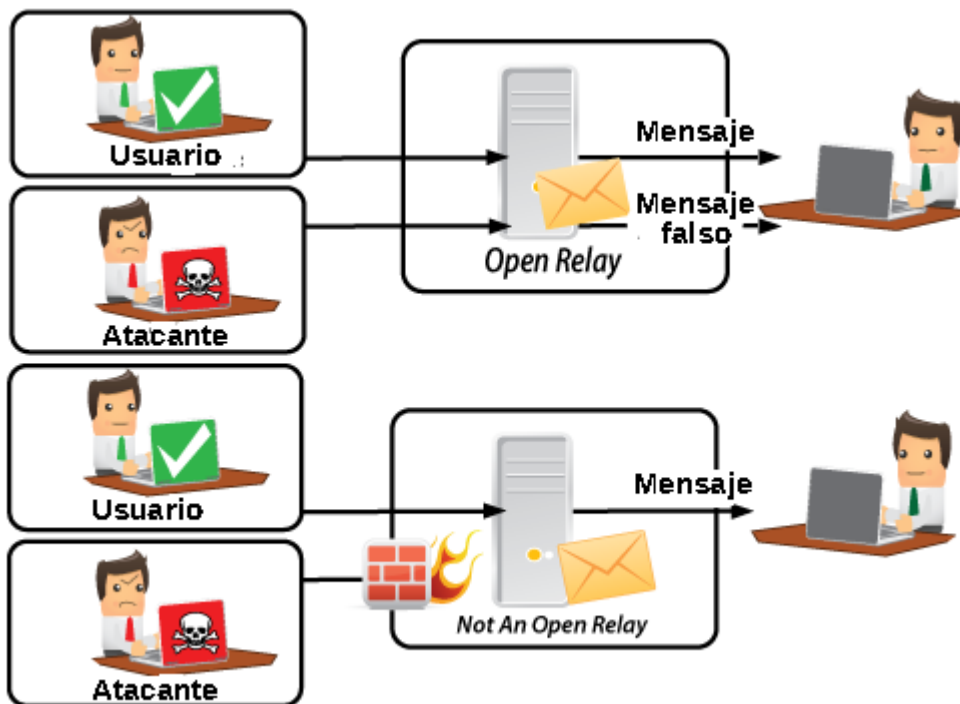 Usuario
Mensaje
Mensaje
falso
Open Relay
Atacante
Usuario
Mensaje
Not An Open Relay
Atacante